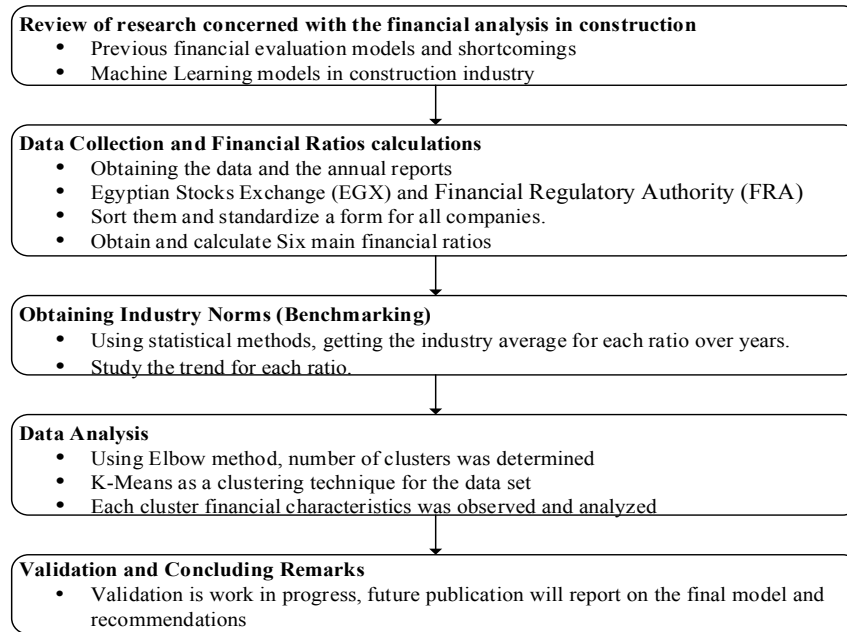 Review of research concerned with the financial analysis in construction
• Previous financial evaluation models and shortcomings
• Machine Learning models in construction industry
Data Collection and Financial Ratios calculations
• Obtaining the data and the annual reports
• Egyptian Stocks Exchange (EGX) and Financial Regulatory Authority (FRA)
• Sort them and standardize a form for all companies.
• Obtain and calculate Six main financial ratios
Obtaining Industry Norms (Benchmarking)
• Using statistical methods, getting the industry average for each ratio over years.
• Study the trend for each ratio.
Data Analysis
• Using Elbow method, number of clusters was determined
• K-Means as a clustering technique for the data set
• Each cluster financial characteristics was observed and analyzed
Validation and Concluding Remarks
• Validation is work in progress, future publication will report on the final model and
recommendations